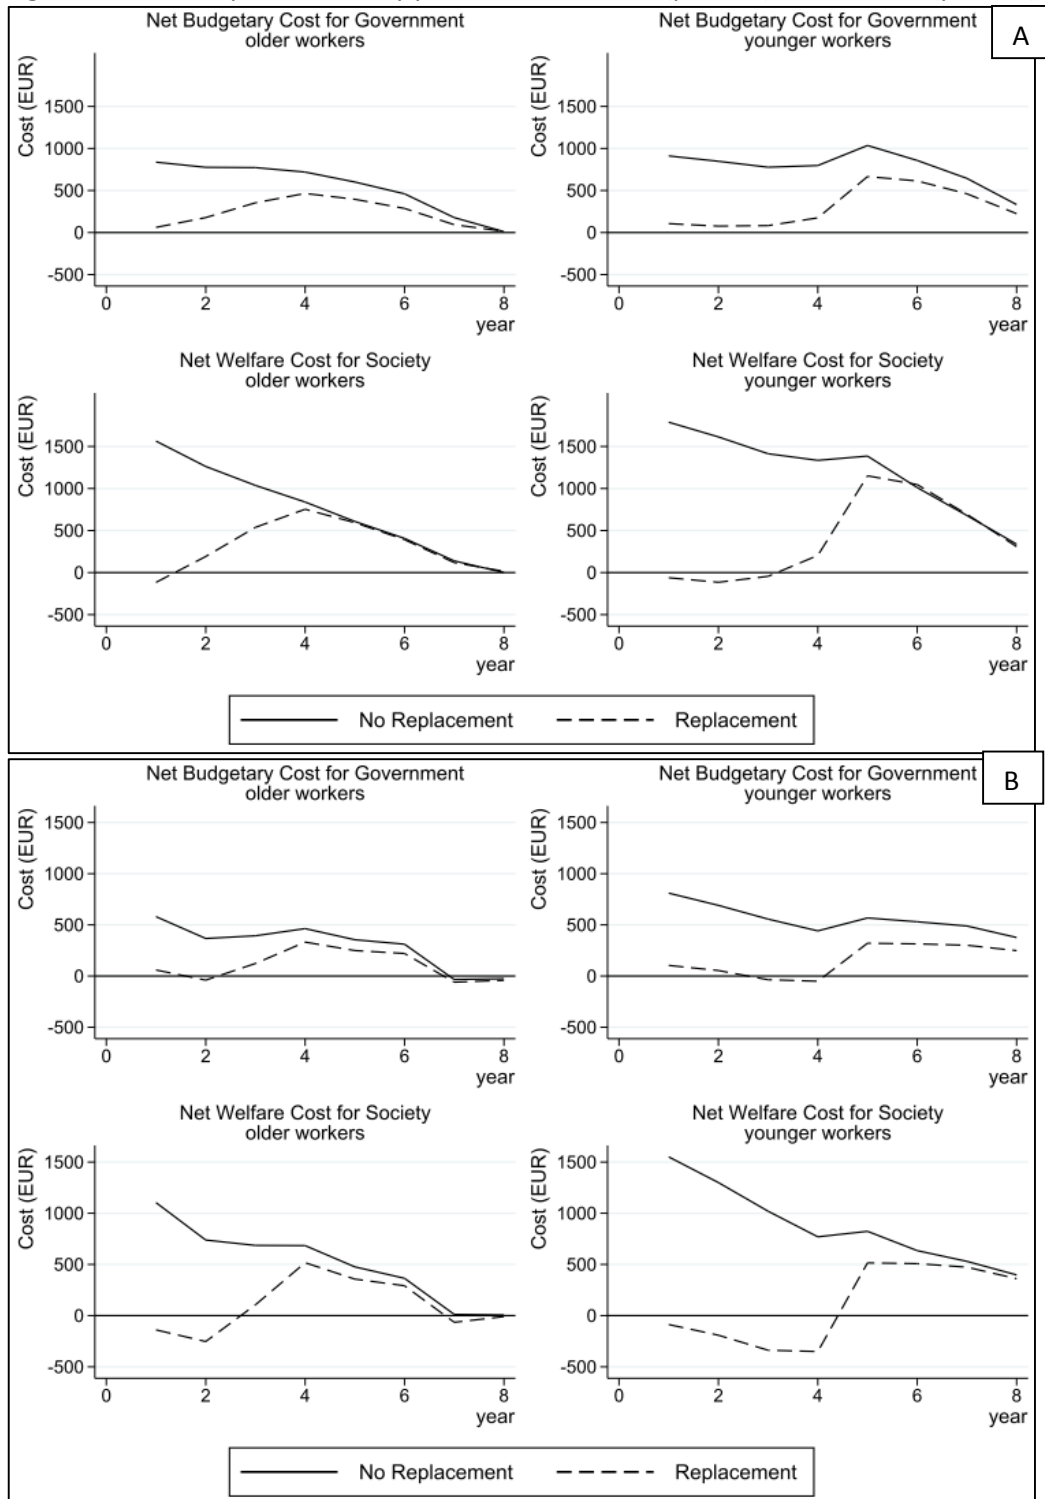 Net Budgetary Cost for Government
older workers
Cost (EUR)
1500
1000
500
0
-500
0 2 4 6 8
year
Net Budgetary Cost for Government
younger workers
A
Cost (EUR)
1500
1000
500
0
-500
0 2 4 6 8
year
Net Welfare Cost for Society
older workers
Cost (EUR)
1500
1000
500
0
-500
0 2 4 6 8
year
Net Welfare Cost for Society
younger workers
Cost (EUR)
1500
1000
500
0
-500
0 2 4 6 8
year
No Replacement Replacement
Net Budgetary Cost for Government
older workers
Cost (EUR)
1500
1000
500
0
-500
0 2 4 6 8
year
Net Budgetary Cost for Government
younger workers
B
Cost (EUR)
1500
1000
500
0
-500
0 2 4 6 8
year
Net Welfare Cost for Society
older workers
Cost (EUR)
1500
1000
500
0
-500
0 2 4 6 8
year
Net Welfare Cost for Society
younger workers
Cost (EUR)
1500
1000
500
0
-500
0 2 4 6 8
year
No Replacement Replacement